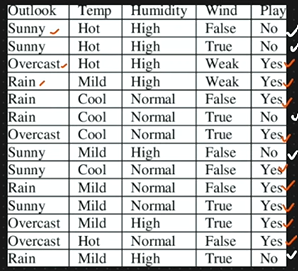 Outlook Temp Humidity Wind Play
Sunny Hot High False No
Sunny Hot High True No
Overcast Hot High Weak Yes
Rain Mild High Weak Yes
Rain Cool Normal False Yes
Rain Cool Normal True No
Overcast Cool Normal True Yes
Sunny Mild High False No
Sunny Cool Normal False Yes
Rain Mild Normal False Yes
Sunny Mild Normal True Yes
Overcast Mild High True Yes
Overcast Hot Normal False Yes
Rain Mild High True No